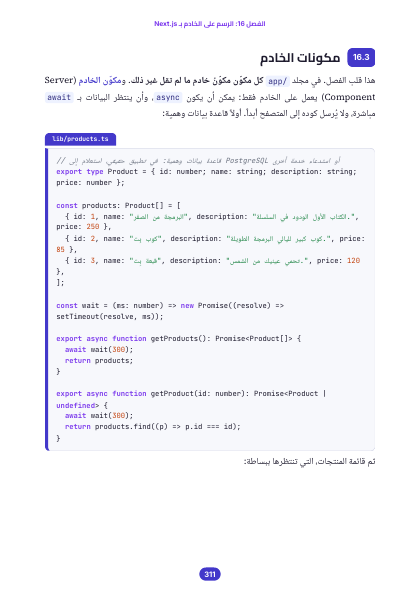 الفصل 16: الرسم على الخادم بـ Next.js
16.3 مكونات الخادم
هذا قلب الفصل. في مجلد app/ كل مكوّن مكوّنُ خادم ما لم تقل غير ذلك. ومكوّن الخادم (Server
Component) يعمل على الخادم فقط: يمكن أن يكون async، وأن ينتظر البيانات بـ await
مباشرة، ولا يُرسل كوده إلى المتصفح أبدًا. أولاً قاعدة بيانات وهمية:
lib/products.ts
// قاعدة بيانات وهمية: في تطبيق حقيقي، استعلام إلى PostgreSQL أو استدعاء خدمة أخرى
export type Product = { id: number; name: string; description: string;
price: number };
const products: Product[] = [
{ id: 1, name: "البرمجة من الصفر", description: "الكتاب الأول الودود في السلسلة.",
price: 250 },
{ id: 2, name: "كوب بِت", description: "كوب كبير لليالي البرمجة الطويلة.", price:
85 },
{ id: 3, name: "قبعة بِت", description: "تحمي عينيك من الشمس.", price: 120
},
];
const wait = (ms: number) => new Promise((resolve) =>
setTimeout(resolve, ms));
export async function getProducts(): Promise<Product[]> {
await wait(300);
return products;
}
export async function getProduct(id: number): Promise<Product |
undefined> {
await wait(300);
return products.find((p) => p.id === id);
}
ثم قائمة المنتجات، التي تنتظرها ببساطة:
311